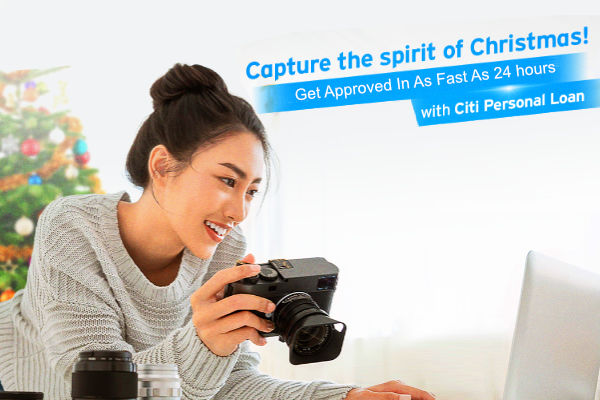 Capture the spirit of Christmas!
Get Approved In As Fast As 24 hours
with Citi Personal Loan